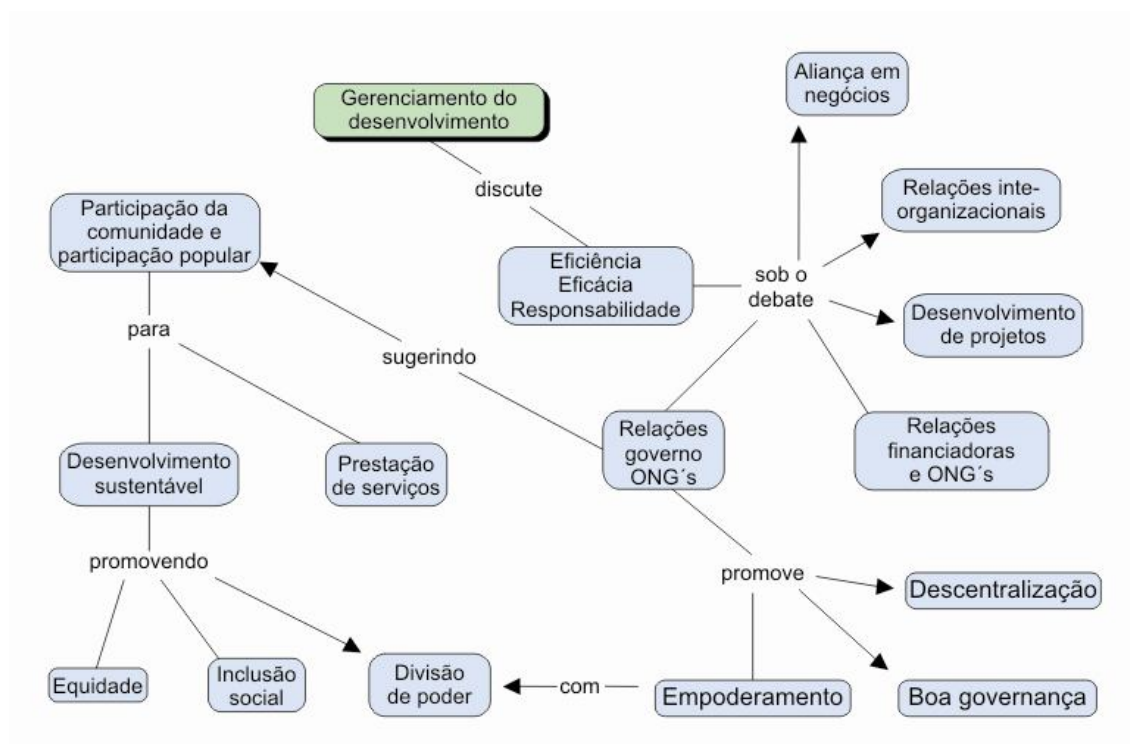 Aliança em
negócios
Gerenciamento do
desenvolvimento
discute
Relações inte-
organizacionais
Participação da
comunidade e
participação popular
Eficiência
Eficácia
Responsabilidade
sob o
debate
Desenvolvimento
de projetos
para
sugerindo
Relações
governo
ONG´s
Relações
financiadoras
e ONG´s
Desenvolvimento
sustentável
Prestação
de serviços
promovendo
promove
Descentralização
Equidade
Inclusão
social
Divisão
de poder
com
Empoderamento
Boa governança